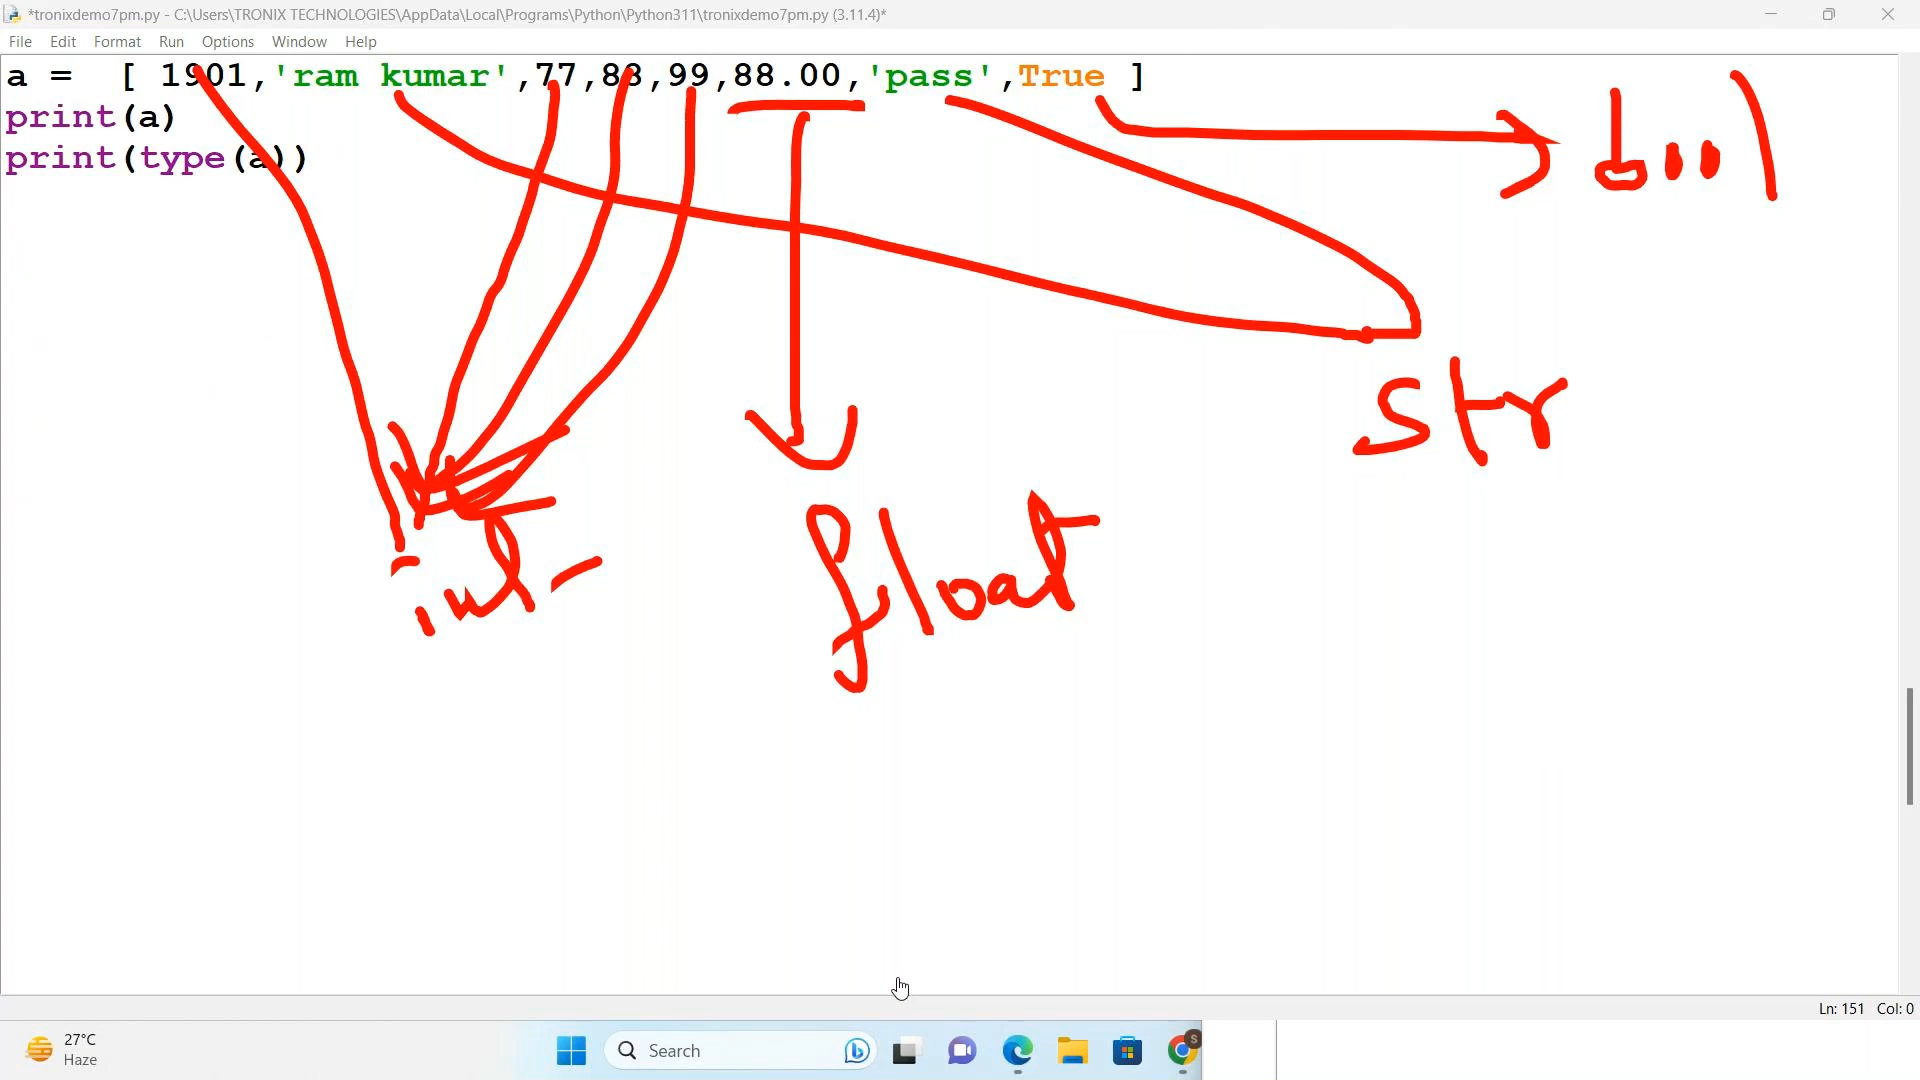 *tronixdemo7pm.py - C:\Users\TRONIX TECHNOLOGIES\AppData\Local\Programs\Python\Python311\tronixdemo7pm.py (3.11.4)*
File Edit Format Run Options Window Help
a =  [ 1901,'ram kumar',77,88,99,88.00,'pass',True ]
print(a)
print(type(a))
bool
str
int
float
Ln: 151 Col: 0
27°C
Haze
Search
S